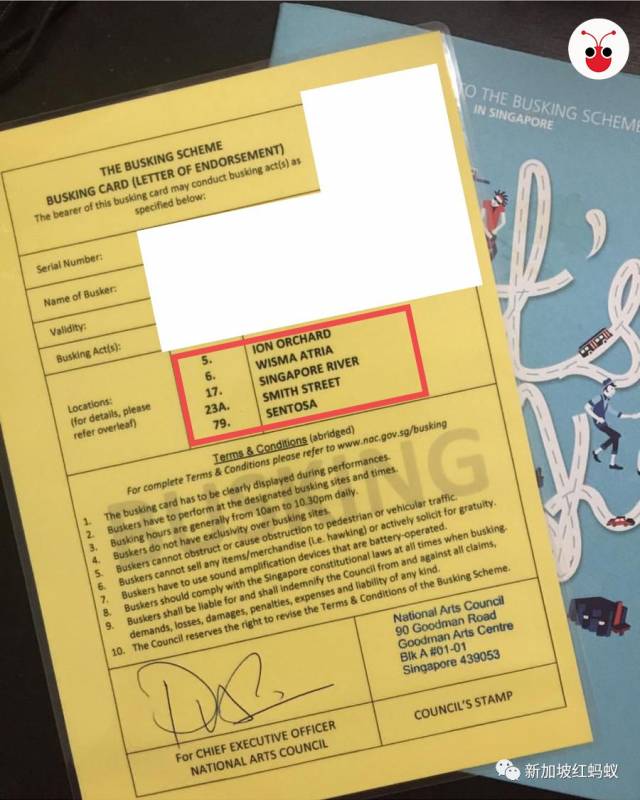 TO THE BUSKING SCHEME
IN SINGAPORE
THE BUSKING SCHEME
BUSKING CARD (LETTER OF ENDORSEMENT)
The bearer of this busking card may conduct busking act(s) as
specified below:
Serial Number:
Name of Busker:
Validity:
Busking Act(s):
Locations:
(for details, please
refer overleaf)
5. ION ORCHARD
6. WISMA ATRIA
17. SINGAPORE RIVER
23A. SMITH STREET
79. SENTOSA
Terms & Conditions (abridged)
For complete Terms & Conditions please refer to www.nac.gov.sg/busking
BUSKING
1. The busking card has to be clearly displayed during performances.
2. Buskers have to perform at the designated busking sites and times.
3. Busking hours are generally from 10am to 10.30pm daily.
4. Buskers do not have exclusivity over busking sites.
5. Buskers cannot obstruct or cause obstruction to pedestrian or vehicular traffic.
6. Buskers cannot sell any items/merchandise (i.e. hawking) or actively solicit for gratuity.
7. Buskers have to use sound amplification devices that are battery-operated.
8. Buskers should comply with the Singapore constitutional laws at all times when busking.
9. Buskers shall be liable for and shall indemnify the Council from and against all claims,
demands, losses, damages, penalties, expenses and liability of any kind.
10. The Council reserves the right to revise the Terms & Conditions of the Busking Scheme.
National Arts Council
90 Goodman Road
Goodman Arts Centre
Blk A #01-01
Singapore 439053
For CHIEF EXECUTIVE OFFICER
NATIONAL ARTS COUNCIL
COUNCIL'S STAMP
新加坡红蚂蚁